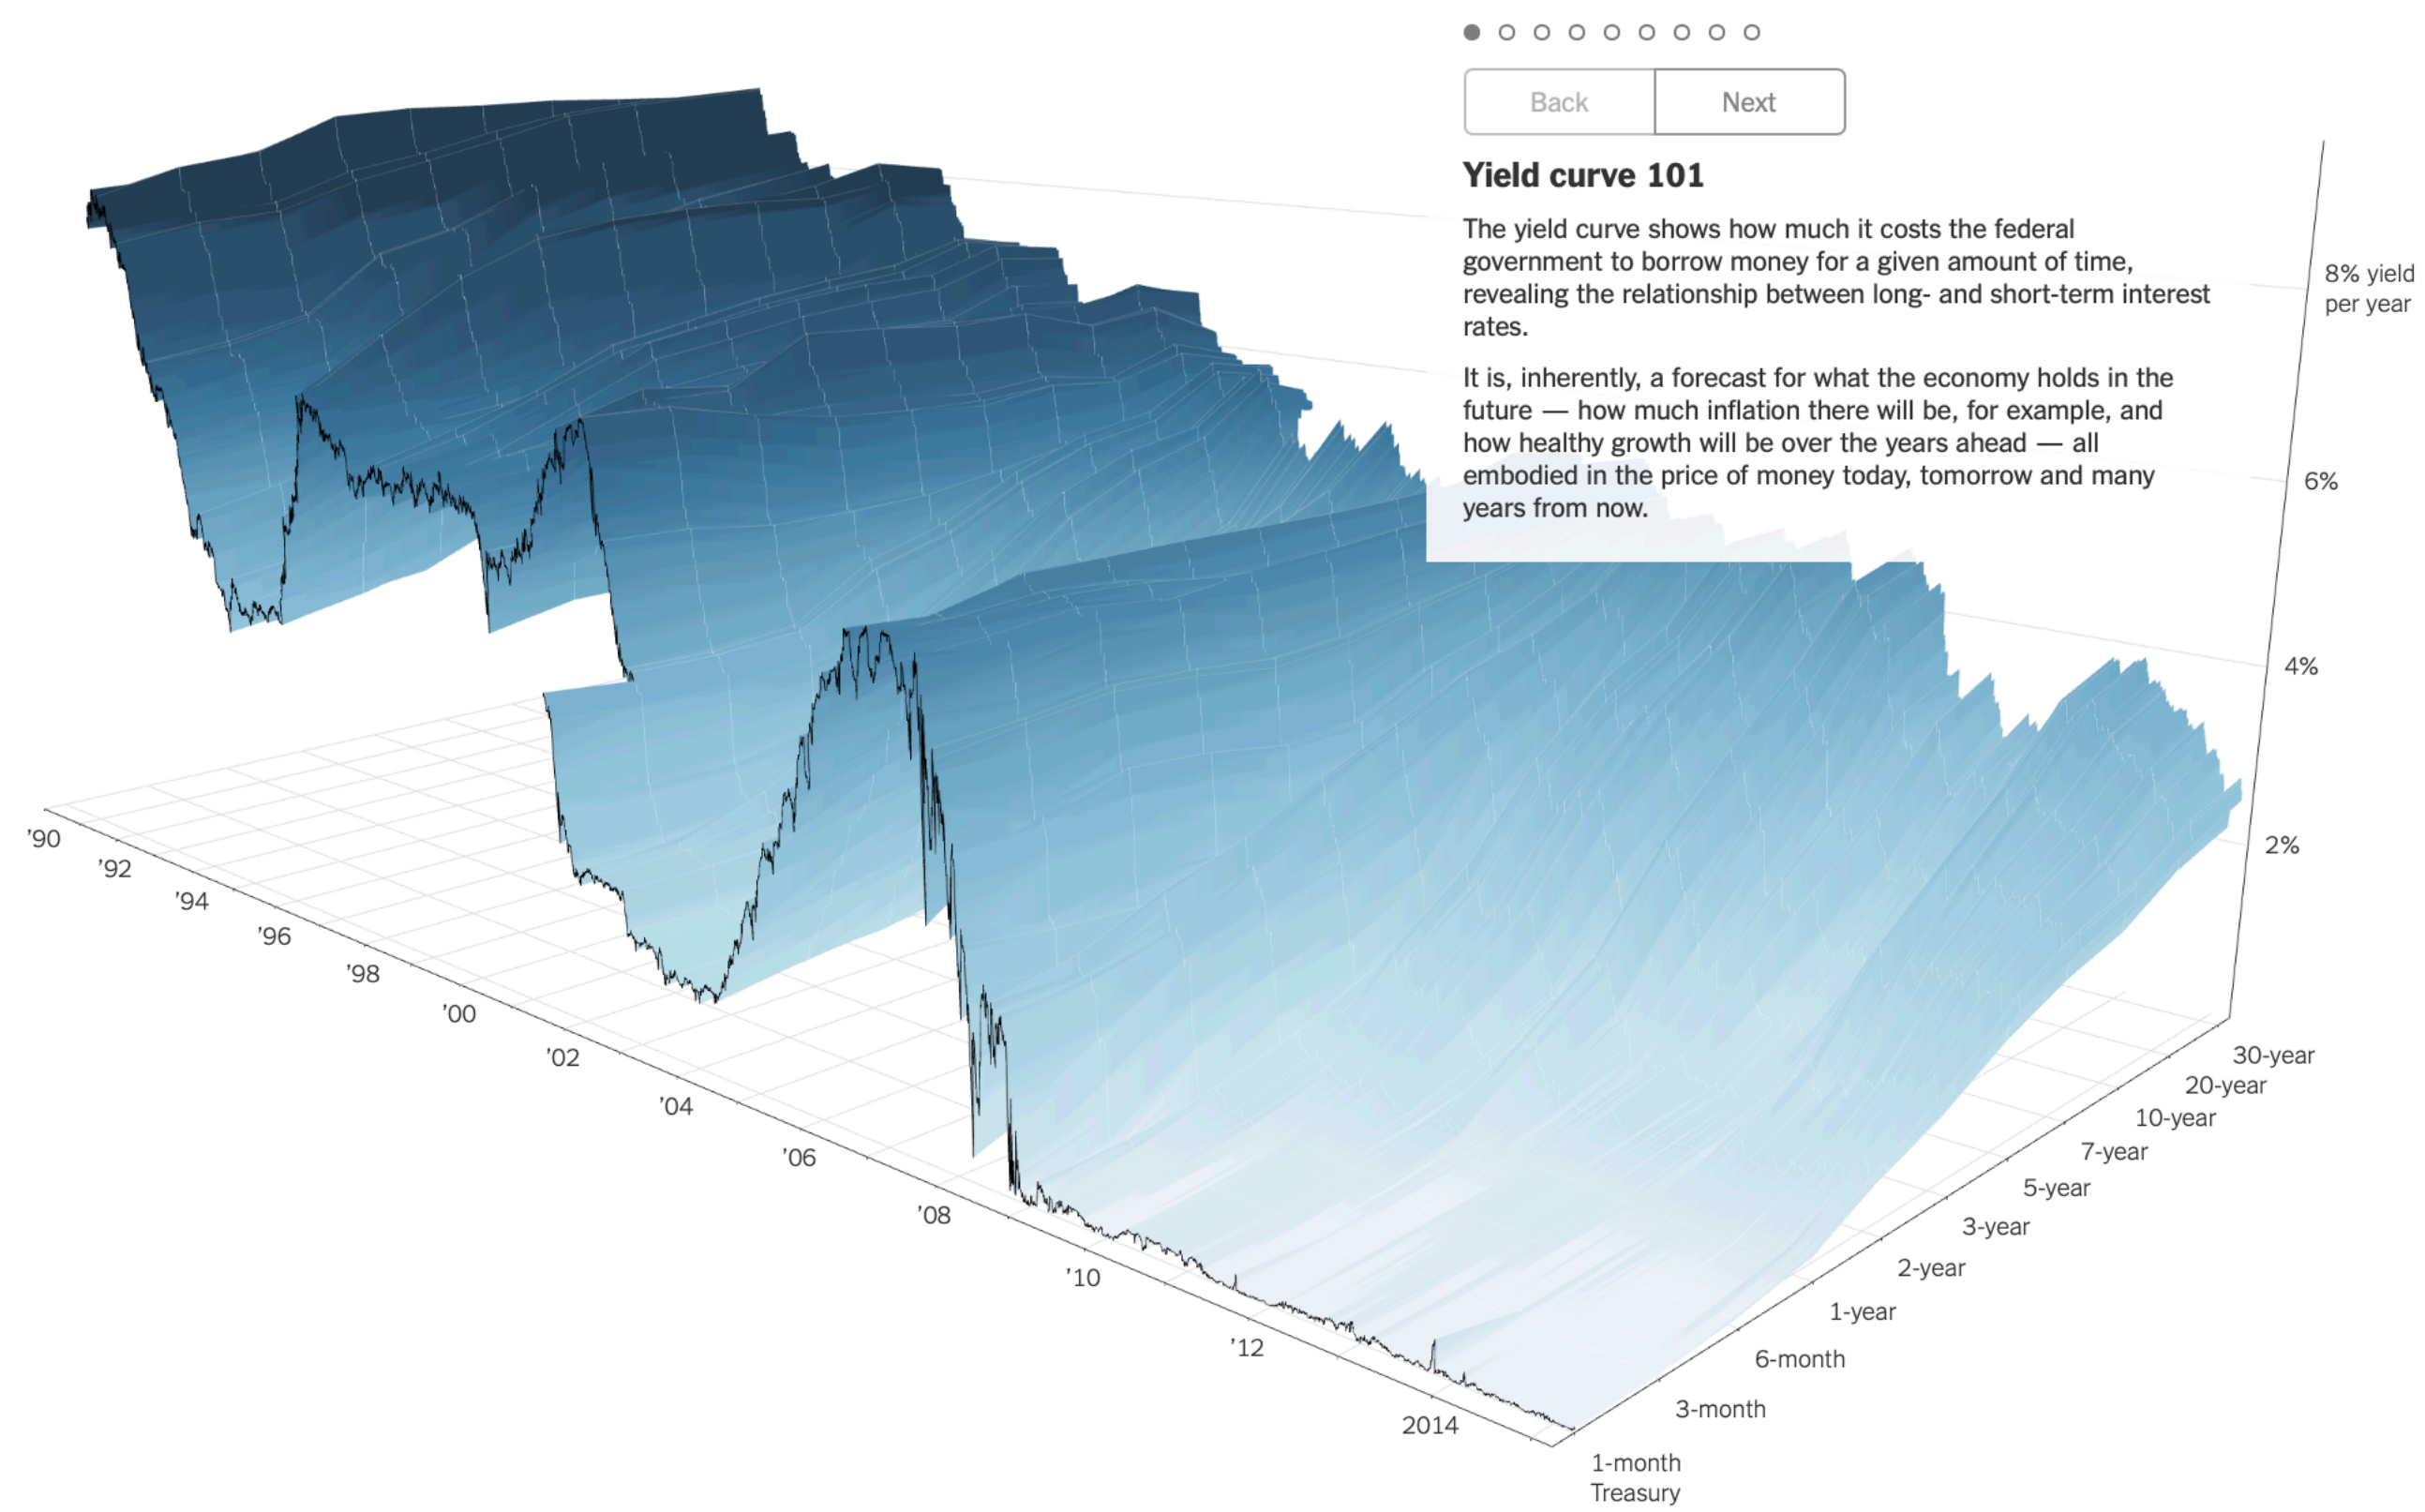 Back
Next
Yield curve 101
The yield curve shows how much it costs the federal
government to borrow money for a given amount of time,
revealing the relationship between long- and short-term interest
rates.
It is, inherently, a forecast for what the economy holds in the
future — how much inflation there will be, for example, and
how healthy growth will be over the years ahead — all
embodied in the price of money today, tomorrow and many
years from now.
8% yield
per year
6%
4%
2%
’90
’92
’94
’96
’98
’00
’02
’04
’06
’08
’10
’12
2014
30-year
20-year
10-year
7-year
5-year
3-year
2-year
1-year
6-month
3-month
1-month
Treasury